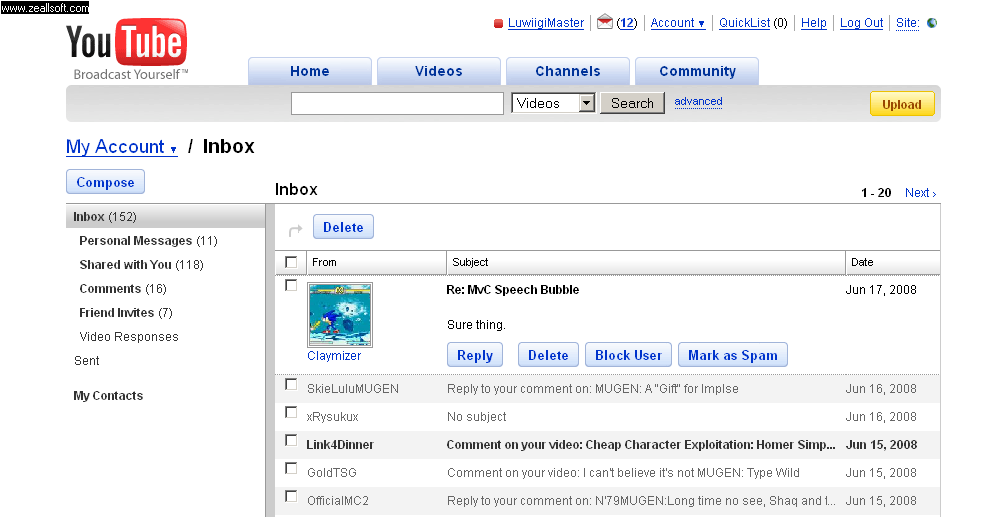 www.zeallsoft.com
YouTube
Broadcast Yourself™
LuwiigiMaster (12) Account ▼ QuickList (0) Help Log Out Site:
Home Videos Channels Community
Videos Search advanced Upload
My Account ▼ / Inbox
Compose
Inbox 1 - 20 Next ›
Inbox (152)
Personal Messages (11)
Shared with You (118)
Comments (16)
Friend Invites (7)
Video Responses
Sent
My Contacts
Delete
From Subject Date
Re: MvC Speech Bubble Jun 17, 2008
Sure thing.
Claymizer
Reply Delete Block User Mark as Spam
SkieLuluMUGEN Reply to your comment on: MUGEN: A "Gift" for Implse Jun 16, 2008
xRysukux No subject Jun 16, 2008
Link4Dinner Comment on your video: Cheap Character Exploitation: Homer Simp... Jun 15, 2008
GoldTSG Comment on your video: I can't believe it's not MUGEN: Type Wild Jun 15, 2008
OfficialMC2 Reply to your comment on: N'79MUGEN:Long time no see, Shaq and t... Jun 15, 2008